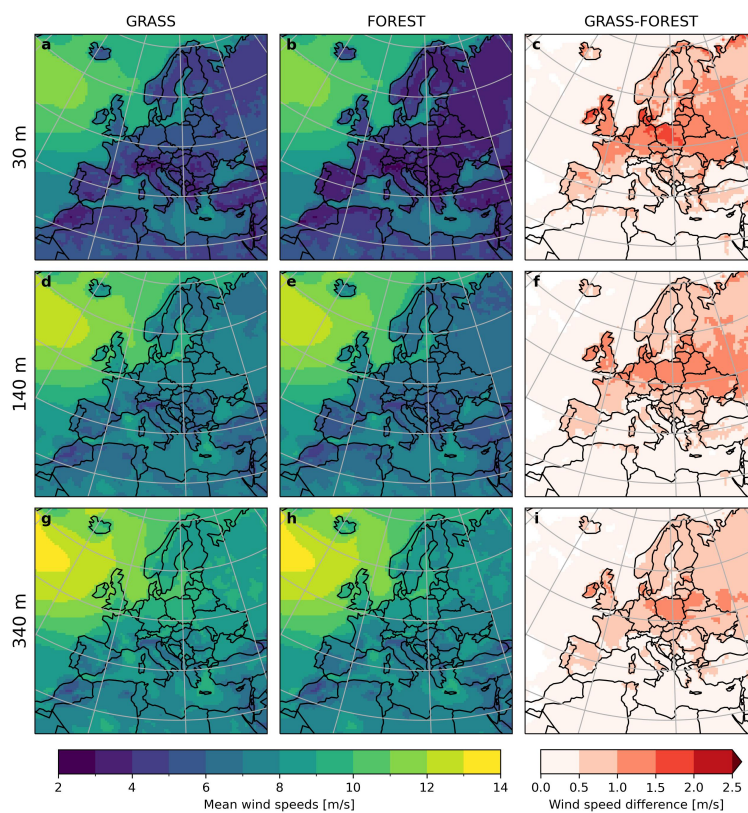 GRASS FOREST GRASS-FOREST
a b c
30 m
d e f
140 m
g h i
340 m
2 4 6 8 10 12 14 0.0 0.5 1.0 1.5 2.0 2.5
Mean wind speeds [m/s] Wind speed difference [m/s]